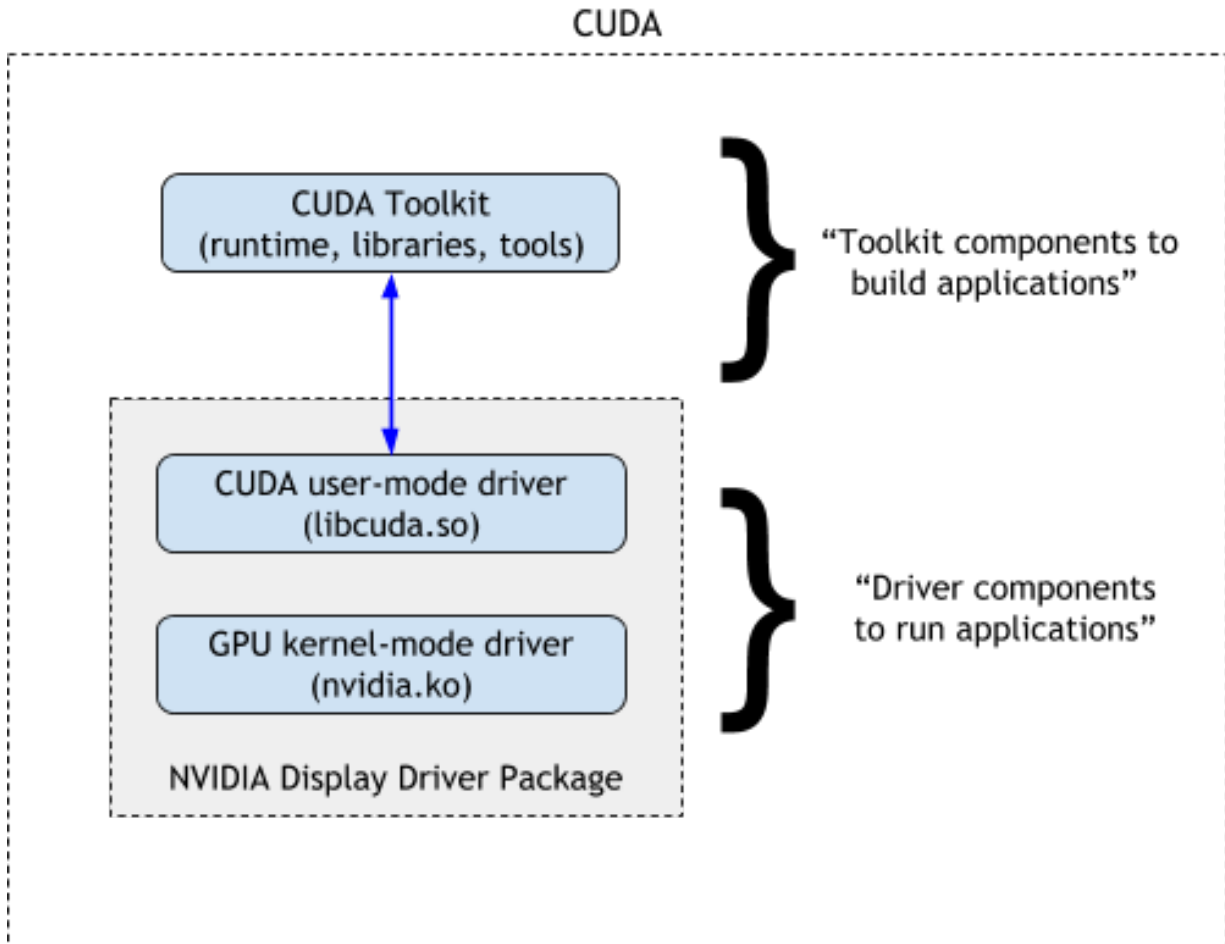 CUDA
CUDA Toolkit
(runtime, libraries, tools)
“Toolkit components to
build applications”
CUDA user-mode driver
(libcuda.so)
GPU kernel-mode driver
(nvidia.ko)
NVIDIA Display Driver Package
“Driver components
to run applications”